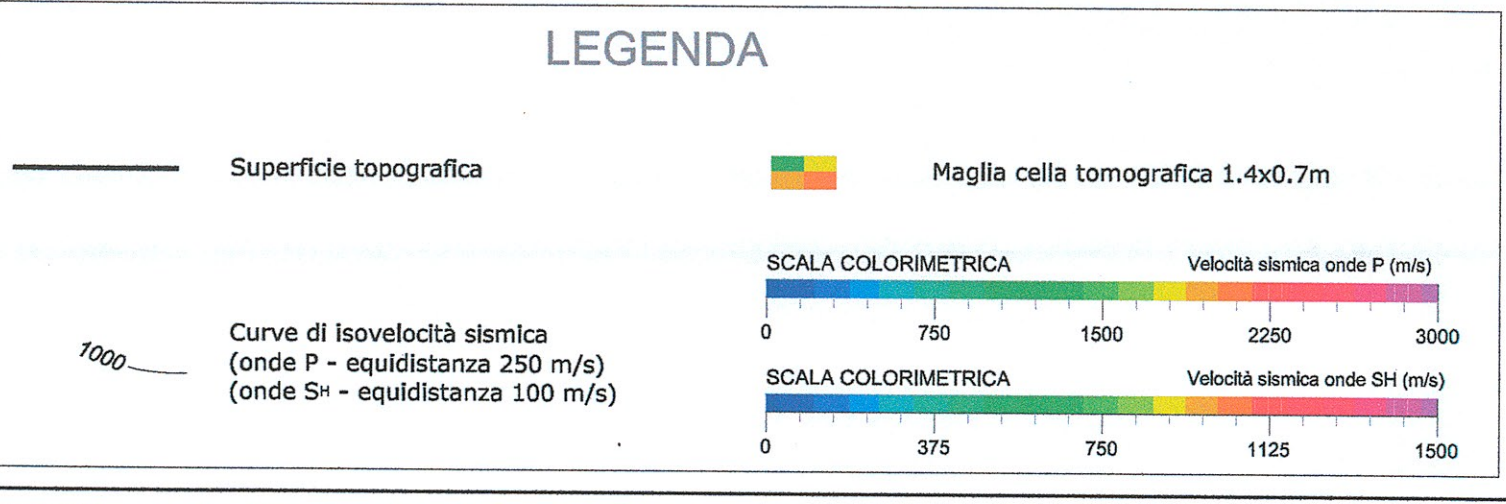 LEGENDA
Superficie topografica
Maglia cella tomografica 1.4x0.7m
1000
Curve di isovelocità sismica
(onde P - equidistanza 250 m/s)
(onde SH - equidistanza 100 m/s)
SCALA COLORIMETRICA Velocità sismica onde P (m/s)
0 750 1500 2250 3000
SCALA COLORIMETRICA Velocità sismica onde SH (m/s)
0 375 750 1125 1500